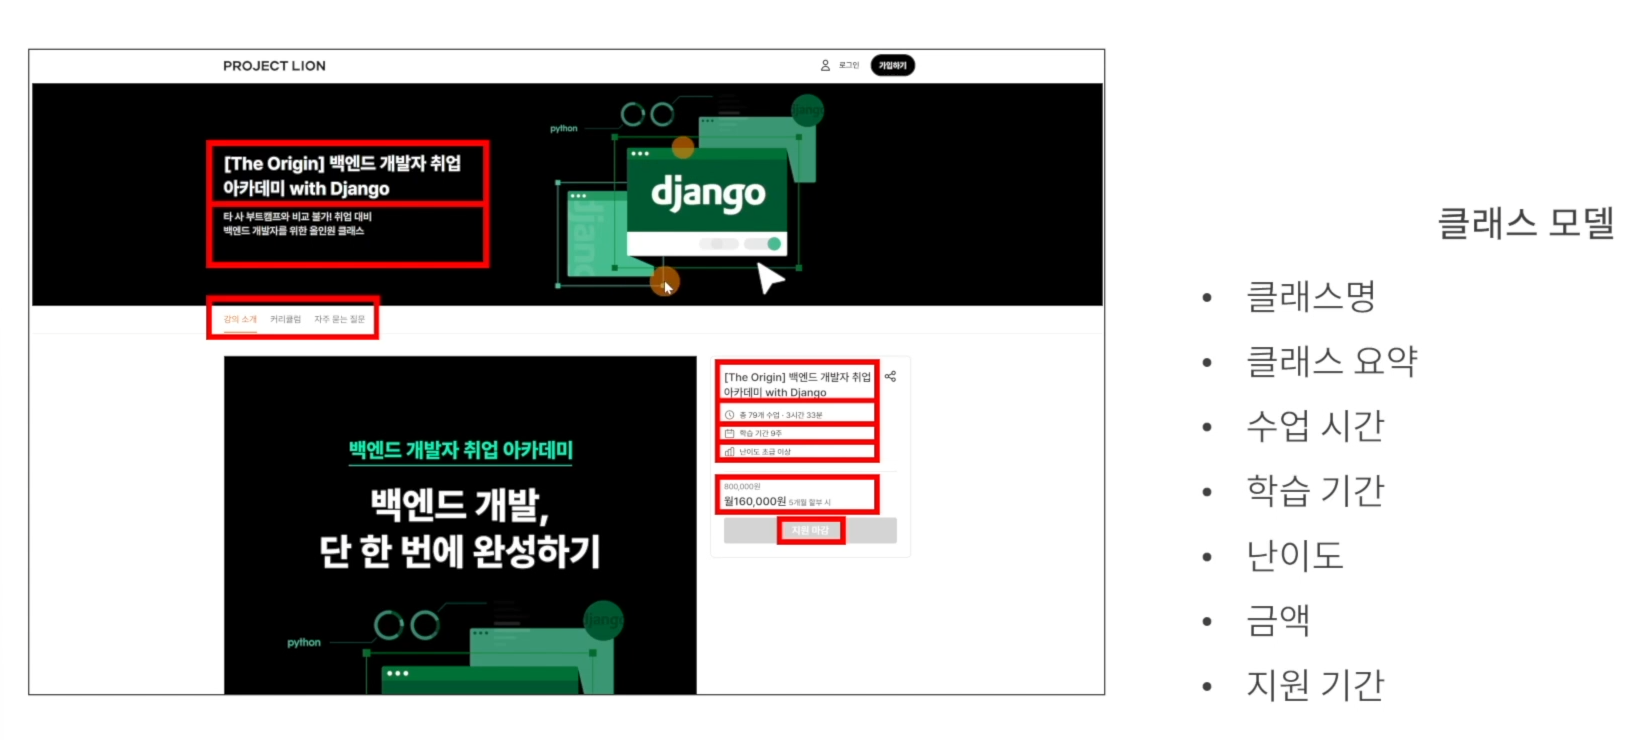 PROJECT LION
로그인
가입하기
python
django
[The Origin] 백엔드 개발자 취업
아카데미 with Django
타 사 부트캠프와 비교 불가! 취업 대비
백엔드 개발자를 위한 올인원 클래스
django
강의 소개 커리큘럼 자주 묻는 질문
백엔드 개발자 취업 아카데미
백엔드 개발,
단 한 번에 완성하기
python
django
[The Origin] 백엔드 개발자 취업
아카데미 with Django
총 79개 수업 · 3시간 33분
학습 기간 9주
난이도 초급 이상
800,000원
월160,000원 5개월 할부 시
지원 마감
클래스 모델
• 클래스명
• 클래스 요약
• 수업 시간
• 학습 기간
• 난이도
• 금액
• 지원 기간